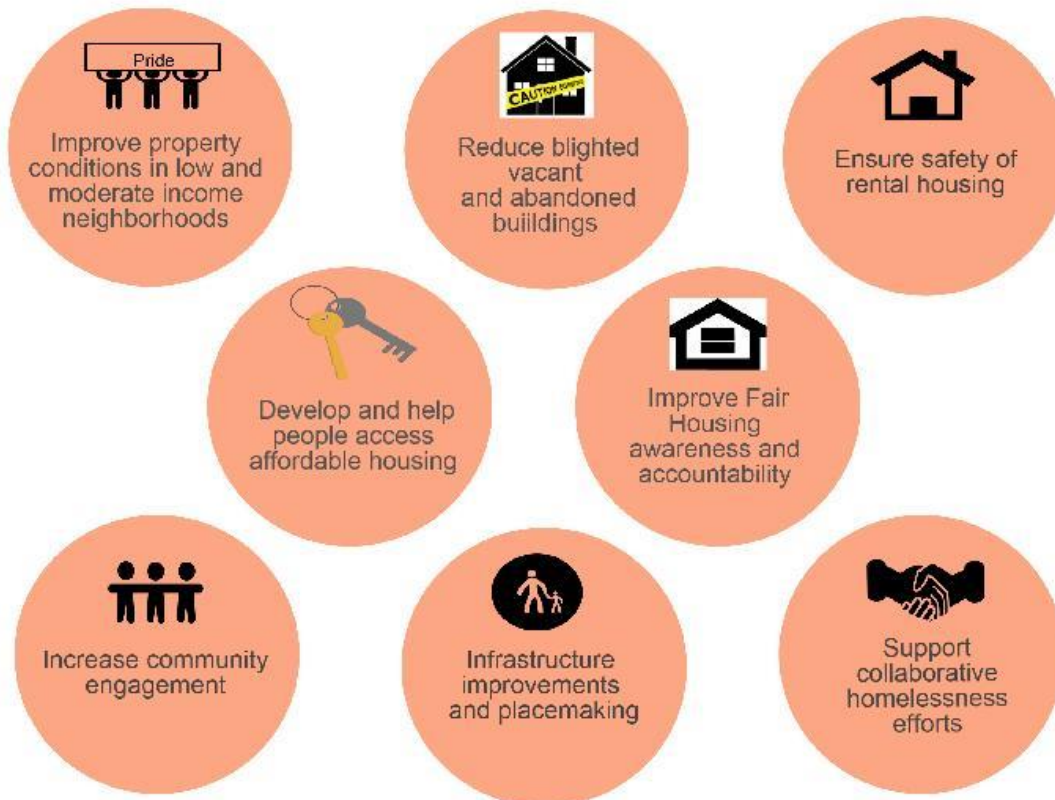 Pride
Improve property
conditions in low and
moderate income
neighborhoods
CAUTION
Reduce blighted
vacant
and abandoned
buiildings
Ensure safety of
rental housing
Develop and help
people access
affordable housing
Improve Fair
Housing
awareness and
accountability
Increase community
engagement
Infrastructure
improvements
and placemaking
Support
collaborative
homelessness
efforts